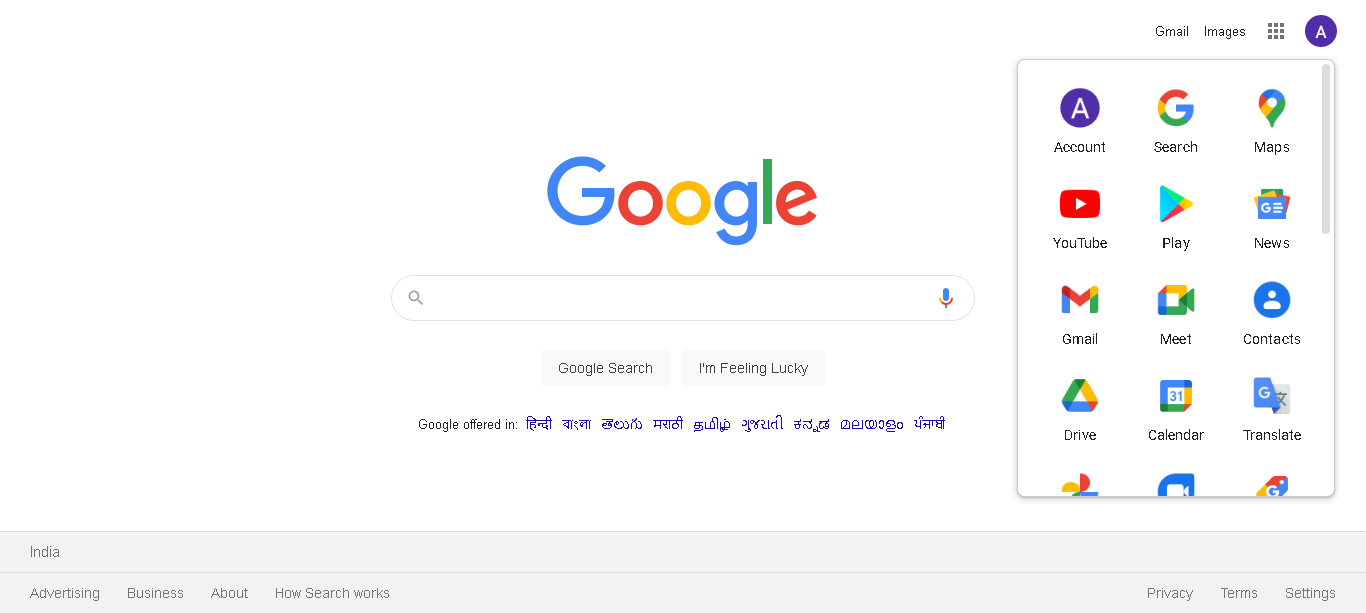 Gmail Images A
A
Account Search Maps
Google
YouTube Play News
Gmail Meet Contacts
Google Search I'm Feeling Lucky
31
Google offered in: हिन्दी বাংলা తెలుగు मराठी தமிழ் ગુજરાતી ಕನ್ನಡ മലയാളം ਪੰਜਾਬੀ
Drive Calendar Translate
India
Advertising Business About How Search works Privacy Terms Settings